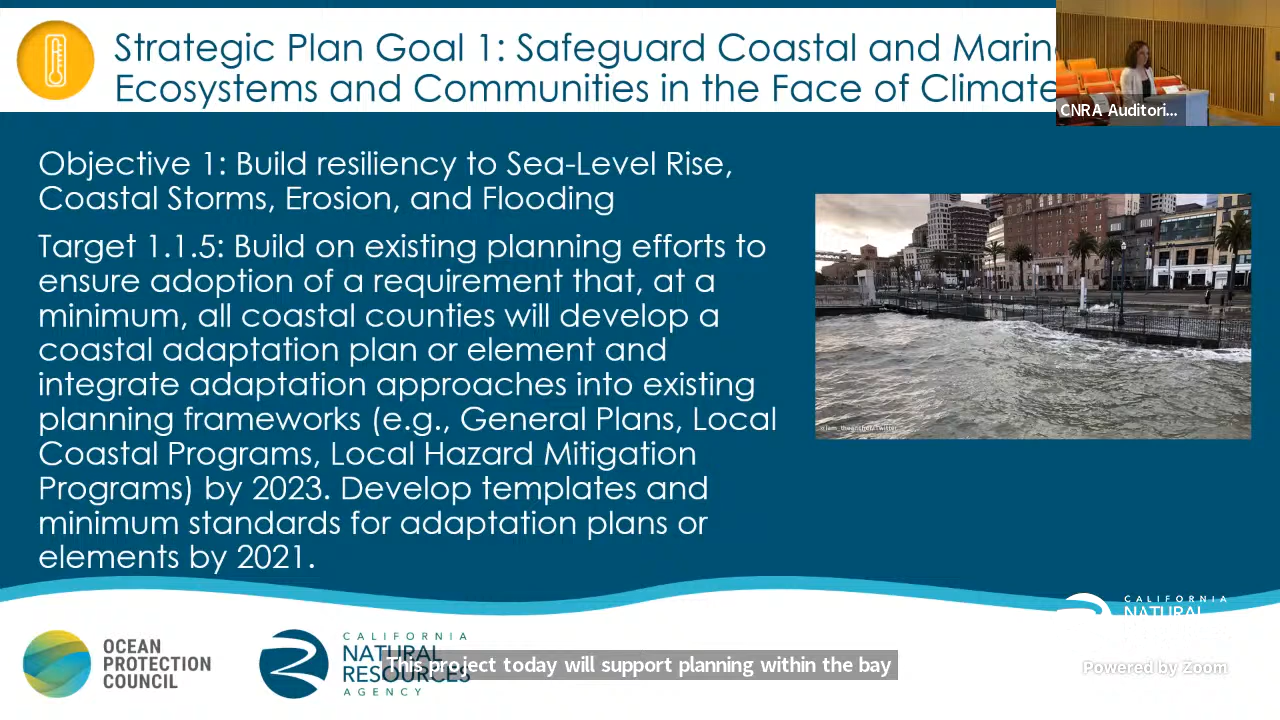 Strategic Plan Goal 1: Safeguard Coastal and Marin
Ecosystems and Communities in the Face of Climate
CNRA Auditori...
Objective 1: Build resiliency to Sea-Level Rise,
Coastal Storms, Erosion, and Flooding
Target 1.1.5: Build on existing planning efforts to
ensure adoption of a requirement that, at a
minimum, all coastal counties will develop a
coastal adaptation plan or element and
integrate adaptation approaches into existing
planning frameworks (e.g., General Plans, Local
Coastal Programs, Local Hazard Mitigation
Programs) by 2023. Develop templates and
minimum standards for adaptation plans or
elements by 2021.
OCEAN
PROTECTION
COUNCIL
CALIFORNIA
NATURAL
RESOURCES
AGENCY
This project today will support planning within the bay
CALIFORNIA
NATURAL
Powered by Zoom